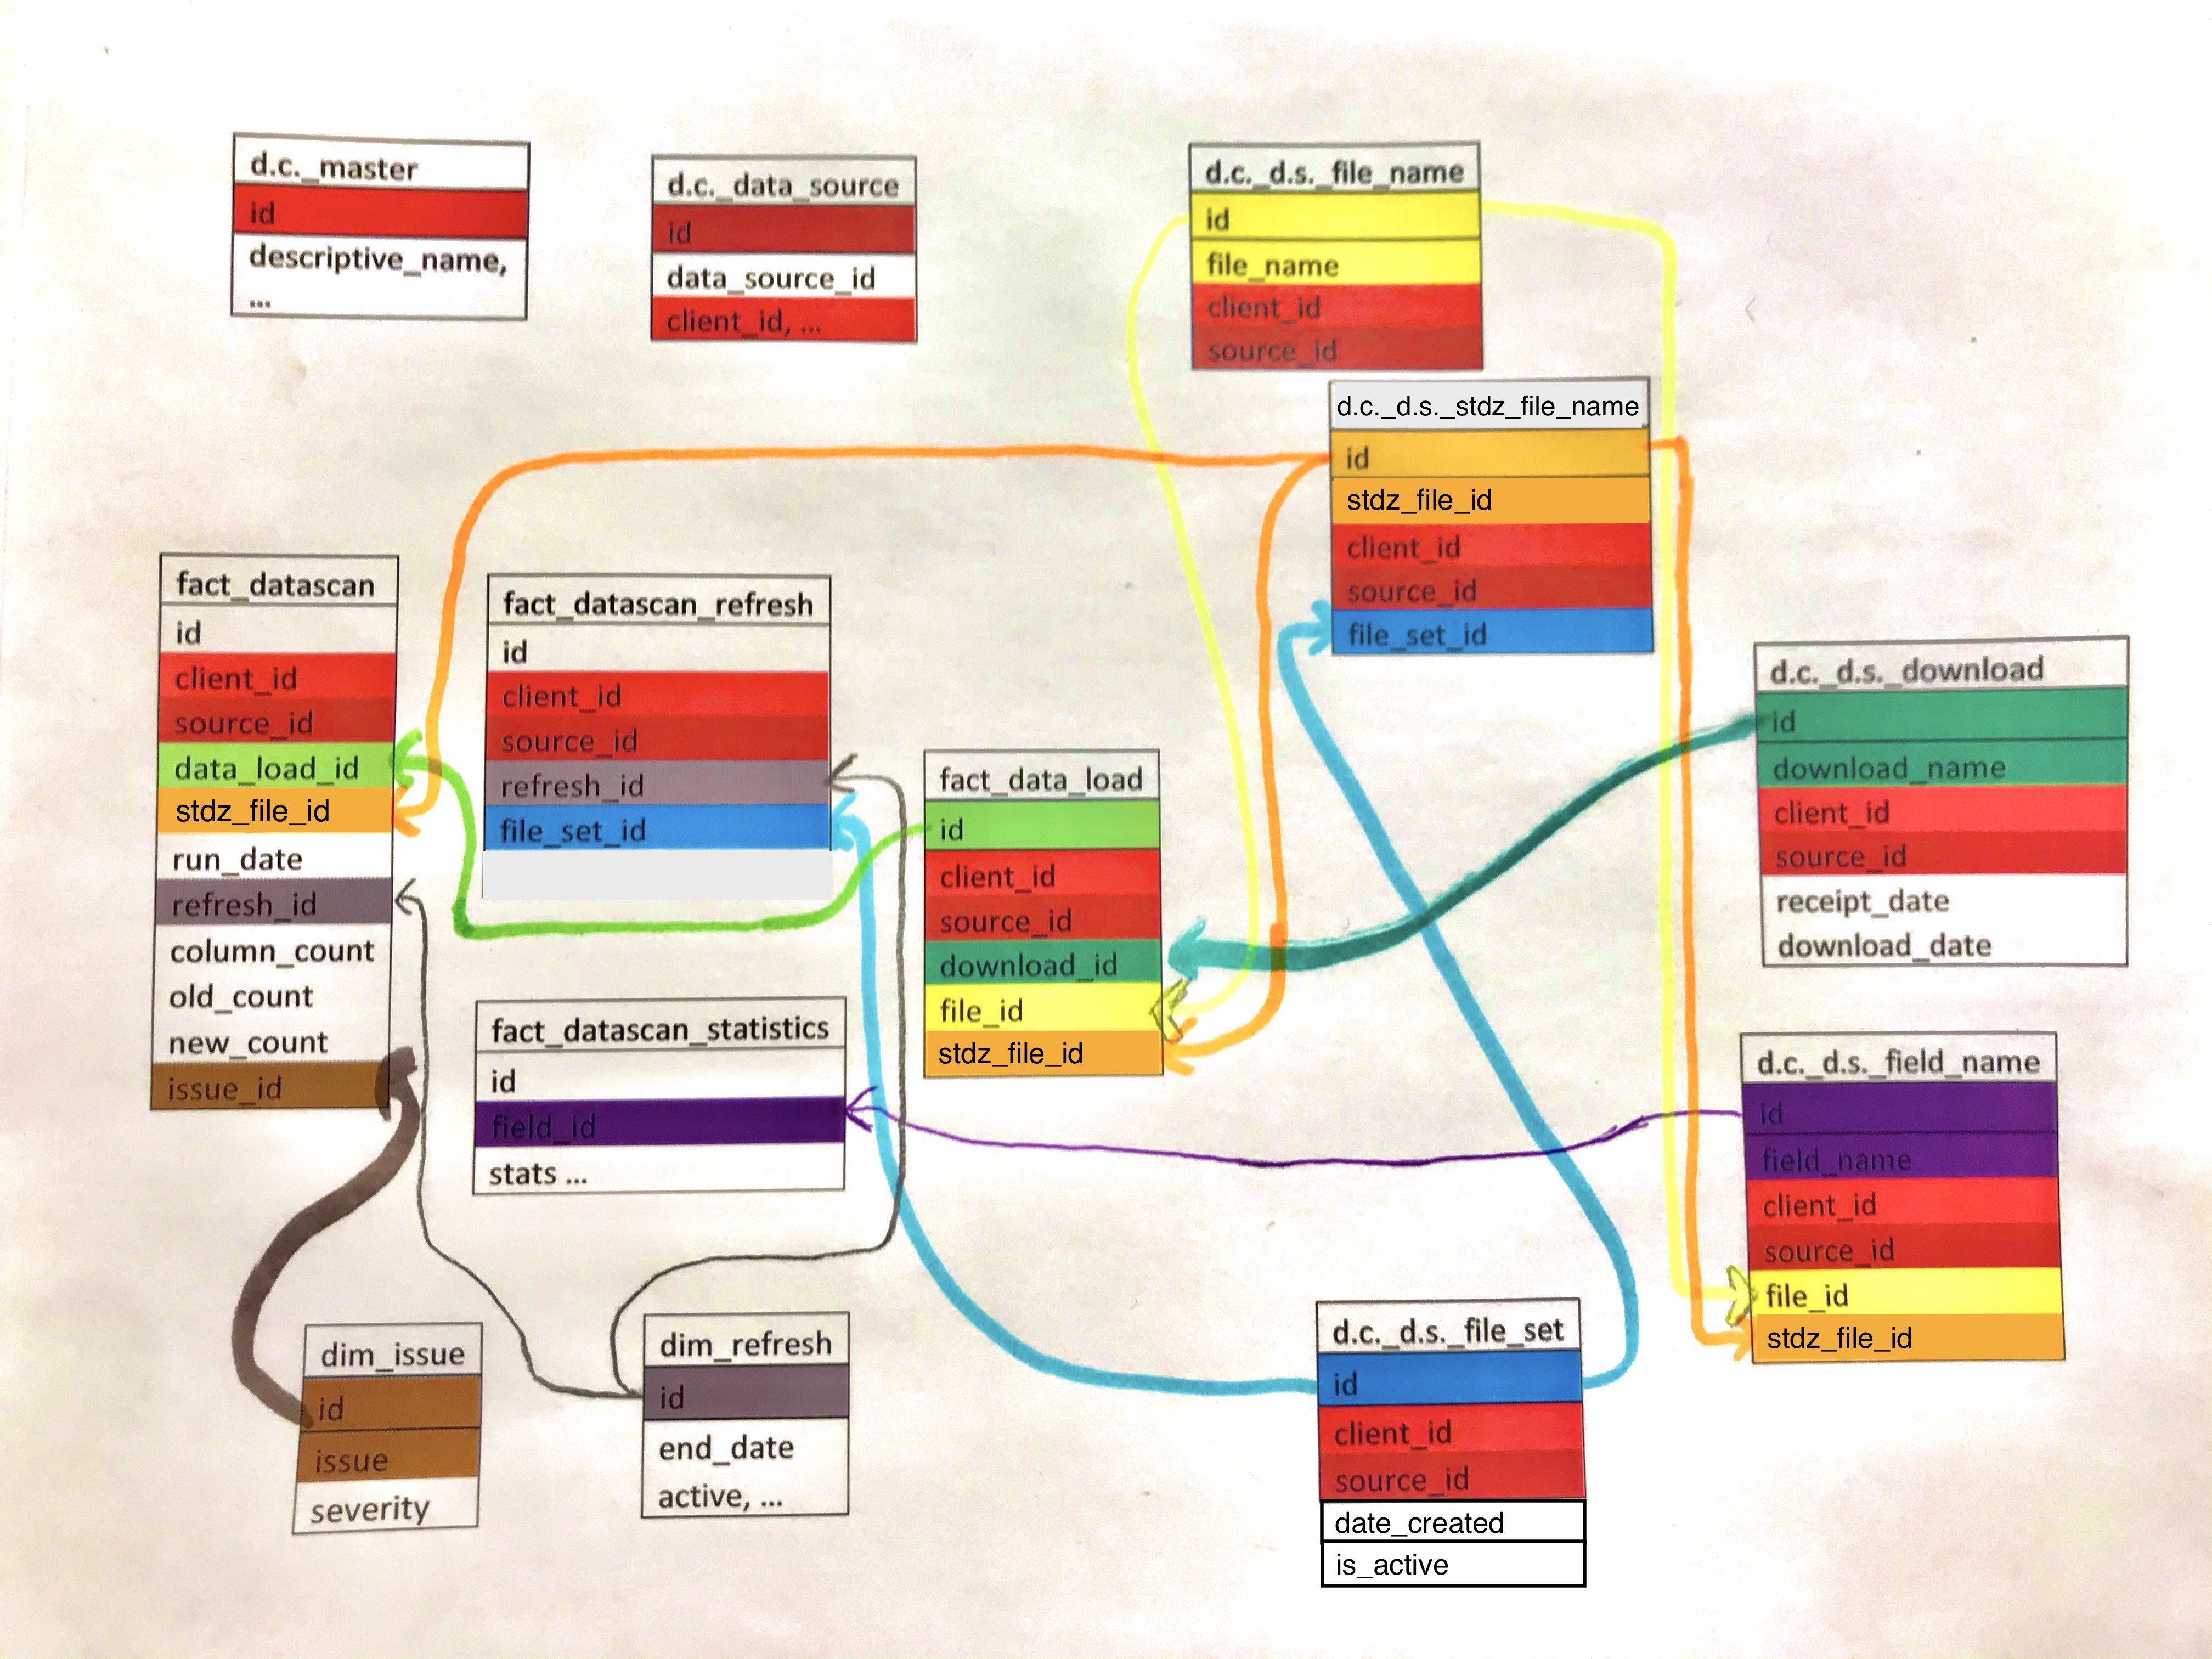 d.c._master
id
descriptive_name,
...
d.c._data_source
id
data_source_id
client_id, ...
d.c._d.s._file_name
id
file_name
client_id
source_id
d.c._d.s._stdz_file_name
id
stdz_file_id
client_id
source_id
file_set_id
fact_datascan
id
client_id
source_id
data_load_id
stdz_file_id
run_date
refresh_id
column_count
old_count
new_count
issue_id
fact_datascan_refresh
id
client_id
source_id
refresh_id
file_set_id
fact_data_load
id
client_id
source_id
download_id
file_id
stdz_file_id
d.c._d.s._download
id
download_name
client_id
source_id
receipt_date
download_date
fact_datascan_statistics
id
field_id
stats ...
d.c._d.s._field_name
id
field_name
client_id
source_id
file_id
stdz_file_id
dim_issue
id
issue
severity
dim_refresh
id
end_date
active, ...
d.c._d.s._file_set
id
client_id
source_id
date_created
is_active